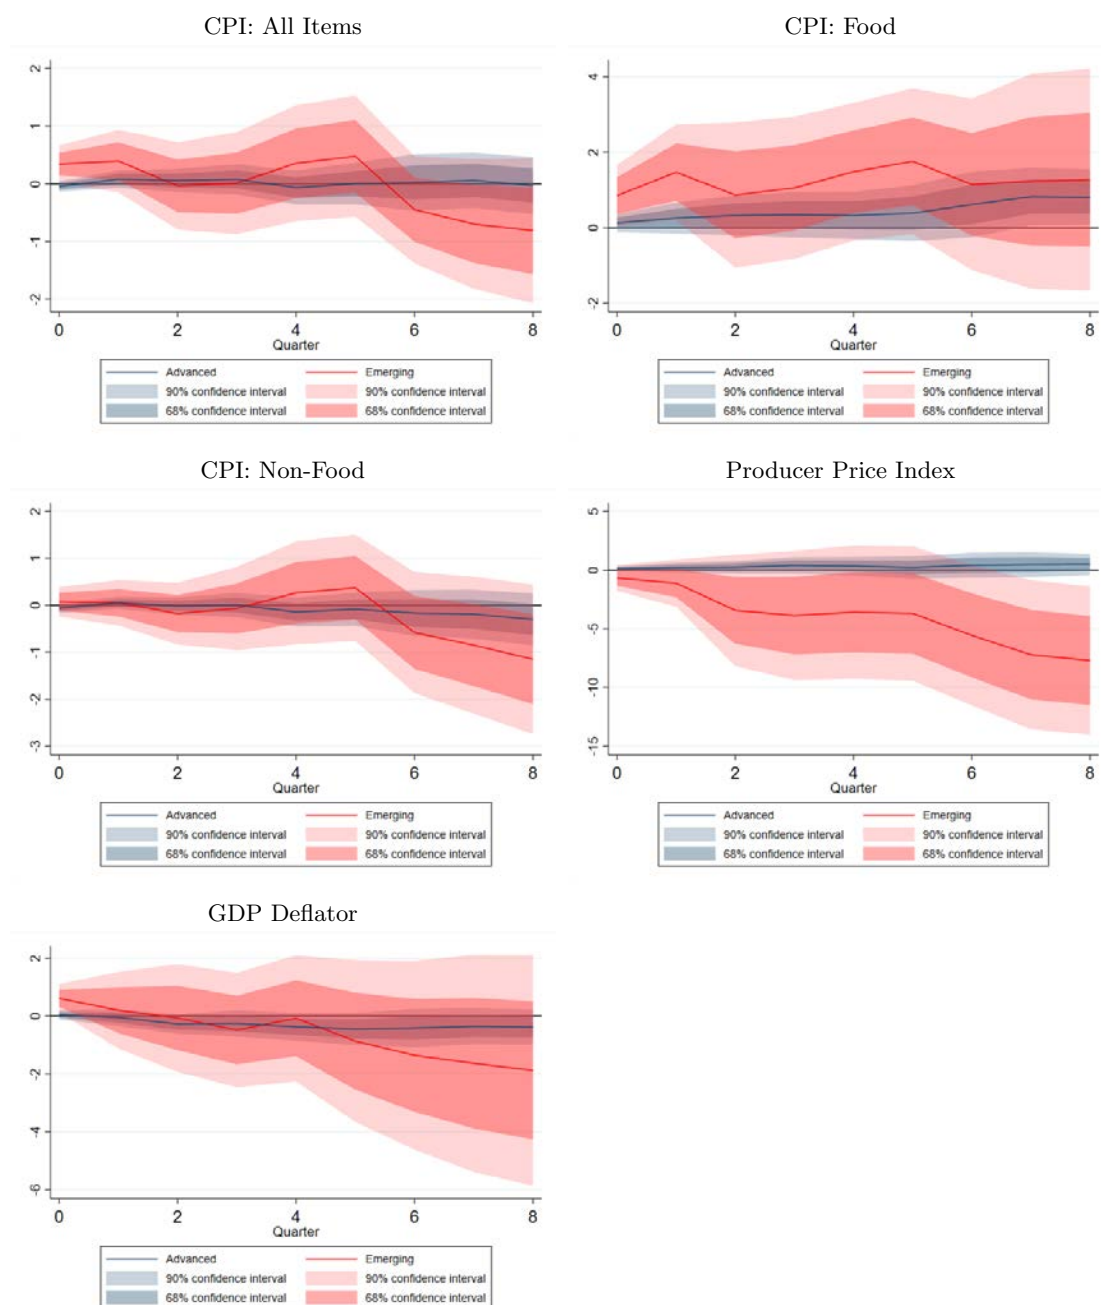 CPI: All Items
2
1
0
-1
-2
0 2 4 6 8
Quarter
Advanced Emerging
90% confidence interval 90% confidence interval
68% confidence interval 68% confidence interval
CPI: Food
4
2
0
-2
0 2 4 6 8
Quarter
Advanced Emerging
90% confidence interval 90% confidence interval
68% confidence interval 68% confidence interval
CPI: Non-Food
2
1
0
-1
-2
-3
0 2 4 6 8
Quarter
Advanced Emerging
90% confidence interval 90% confidence interval
68% confidence interval 68% confidence interval
Producer Price Index
5
0
-5
-10
-15
0 2 4 6 8
Quarter
Advanced Emerging
90% confidence interval 90% confidence interval
68% confidence interval 68% confidence interval
GDP Deflator
2
0
-2
-4
-6
0 2 4 6 8
Quarter
Advanced Emerging
90% confidence interval 90% confidence interval
68% confidence interval 68% confidence interval